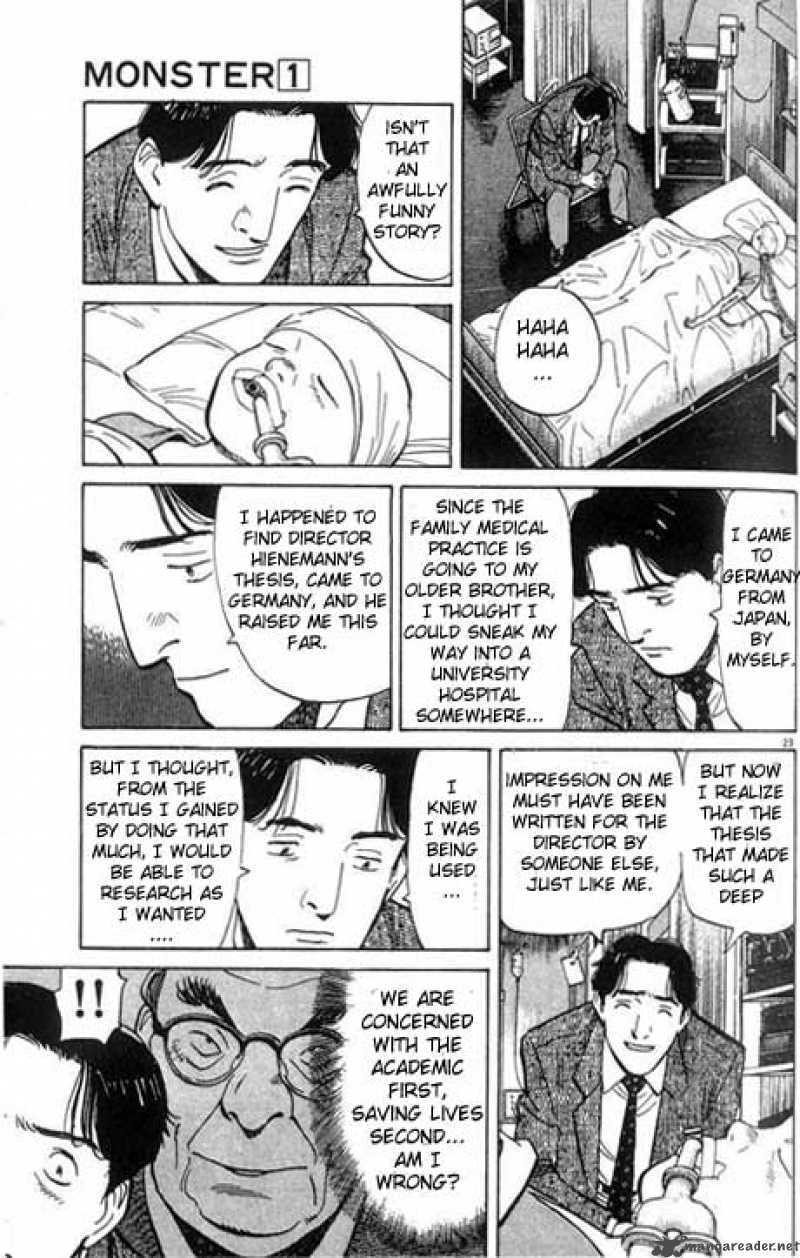 MONSTER 1
HAHA
HAHA
...
ISN'T
THAT
AN
AWFULLY
FUNNY
STORY?
I CAME
TO
GERMANY
FROM
JAPAN,
BY
MYSELF.
SINCE THE
FAMILY MEDICAL
PRACTICE IS
GOING TO MY
OLDER BROTHER,
I THOUGHT I
COULD SNEAK MY
WAY INTO A
UNIVERSITY
HOSPITAL
SOMEWHERE...
I HAPPENED TO
FIND DIRECTOR
HIENEMANN'S
THESIS, CAME TO
GERMANY, AND HE
RAISED ME THIS
FAR.
23
BUT NOW
I REALIZE
THAT THE
THESIS
THAT MADE
SUCH A
DEEP
IMPRESSION ON ME
MUST HAVE BEEN
WRITTEN FOR THE
DIRECTOR BY
SOMEONE ELSE,
JUST LIKE ME.
I
KNEW
I WAS
BEING
USED
...
BUT I THOUGHT,
FROM THE
STATUS I GAINED
BY DOING THAT
MUCH, I WOULD
BE ABLE TO
RESEARCH AS
I WANTED
....
WE ARE
CONCERNED
WITH THE
ACADEMIC
FIRST,
SAVING LIVES
SECOND...
AM I
WRONG?
!!
mangareader.net